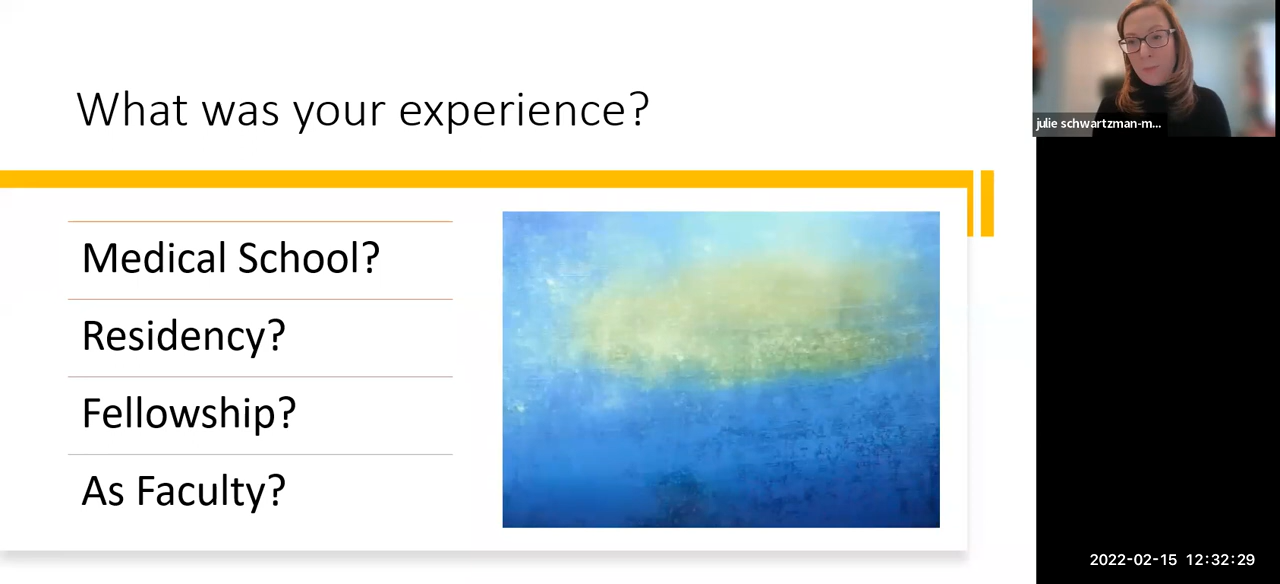 What was your experience?
Medical School?
Residency?
Fellowship?
As Faculty?
julie schwartzman-m...
2022-02-15 12:32:29